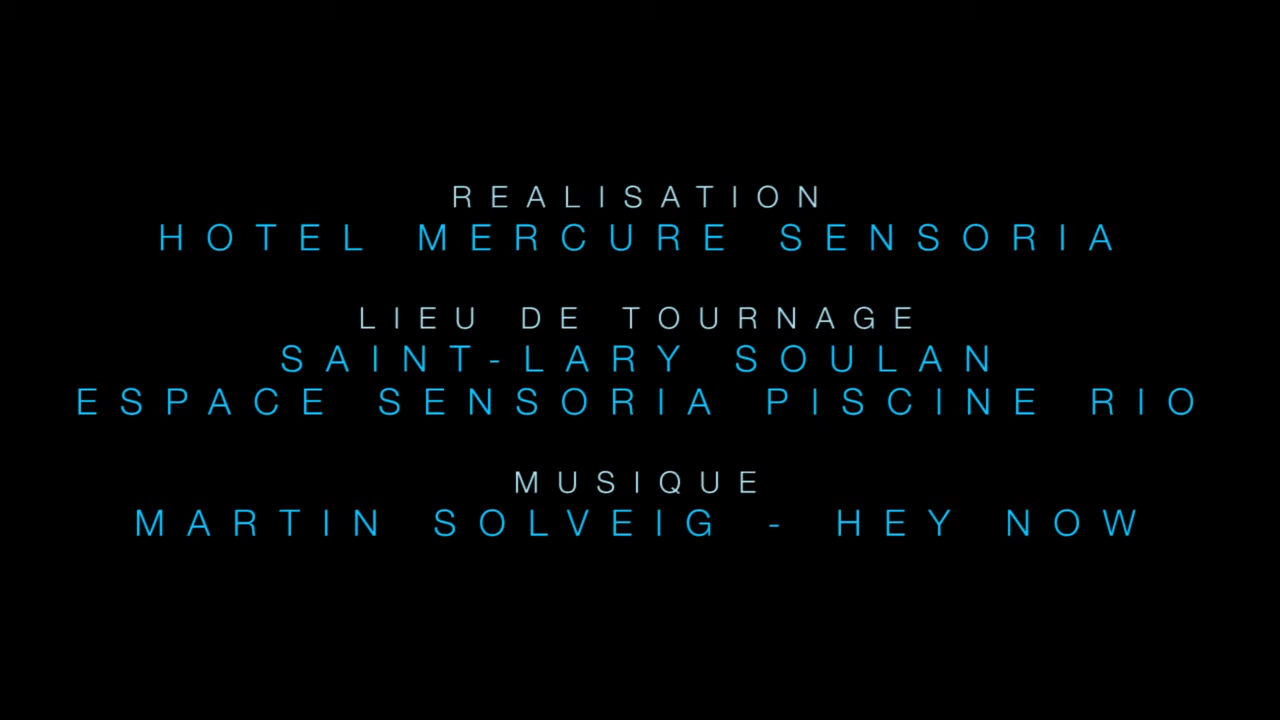 REALISATION
HOTEL MERCURE SENSORIA
LIEU DE TOURNAGE
SAINT-LARY SOULAN
ESPACE SENSORIA PISCINE RIO
MUSIQUE
MARTIN SOLVEIG - HEY NOW